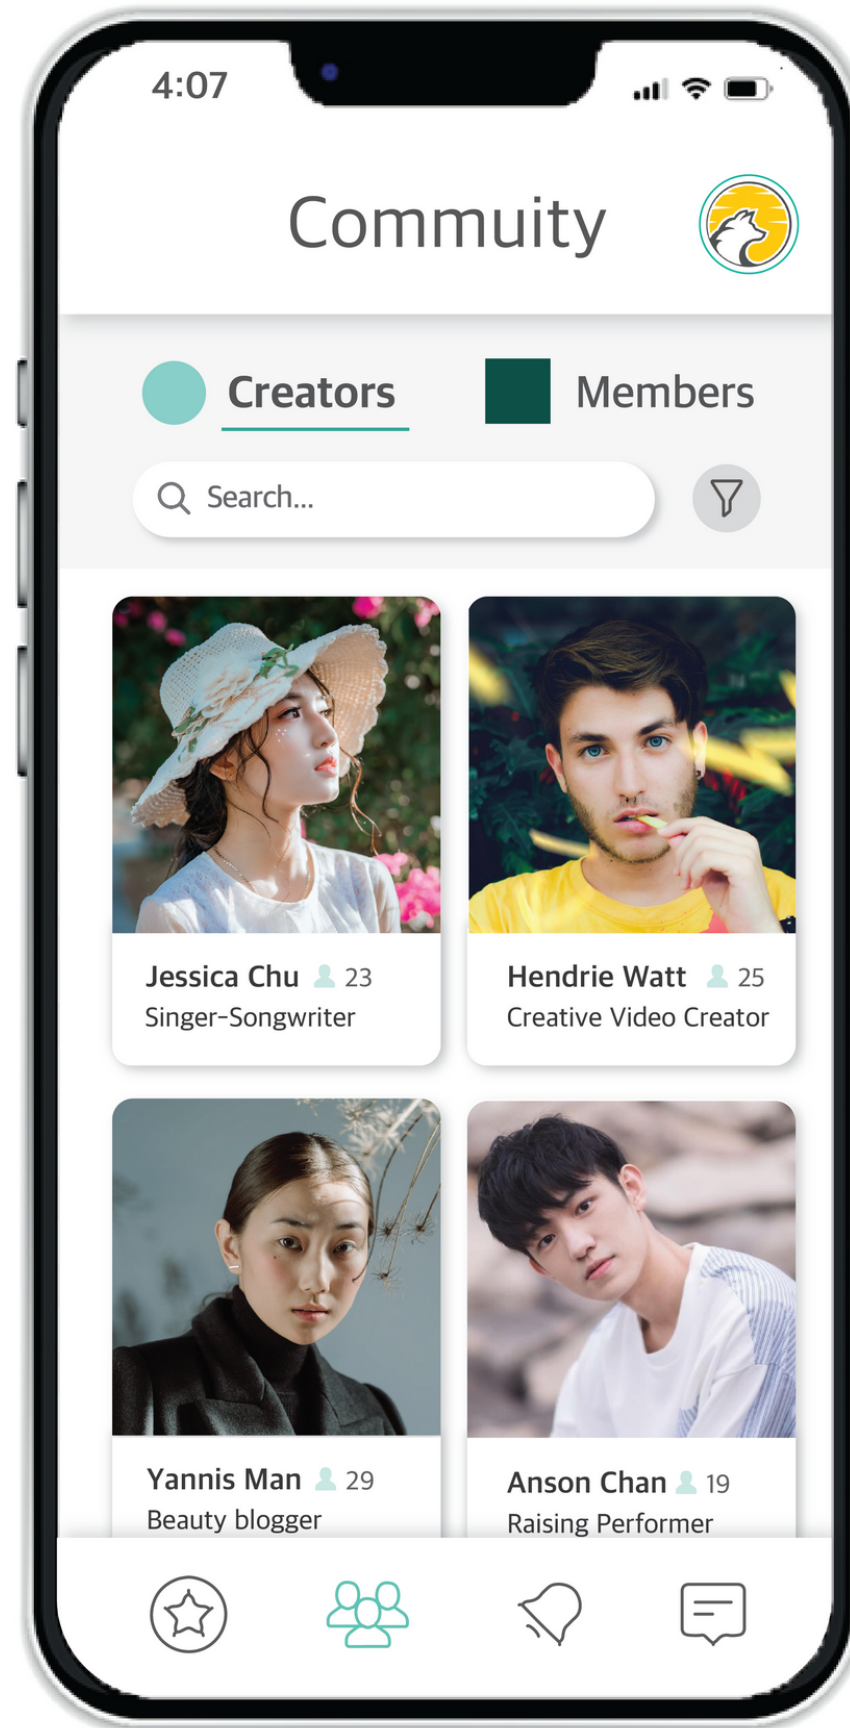 4:07
Commuity
Creators
Members
Search...
Jessica Chu 23
Singer-Songwriter
Hendrie Watt 25
Creative Video Creator
Yannis Man 29
Beauty blogger
Anson Chan 19
Raising Performer